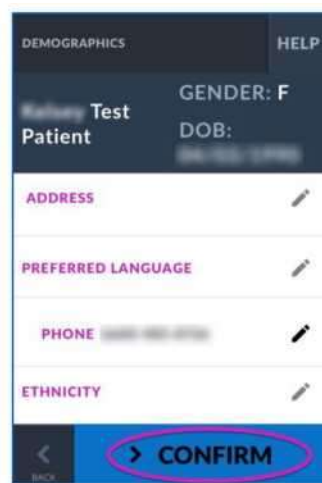 DEMOGRAPHICS
HELP
Test
Patient
GENDER: F
DOB:
ADDRESS
PREFERRED LANGUAGE
PHONE
ETHNICITY
BACK
CONFIRM